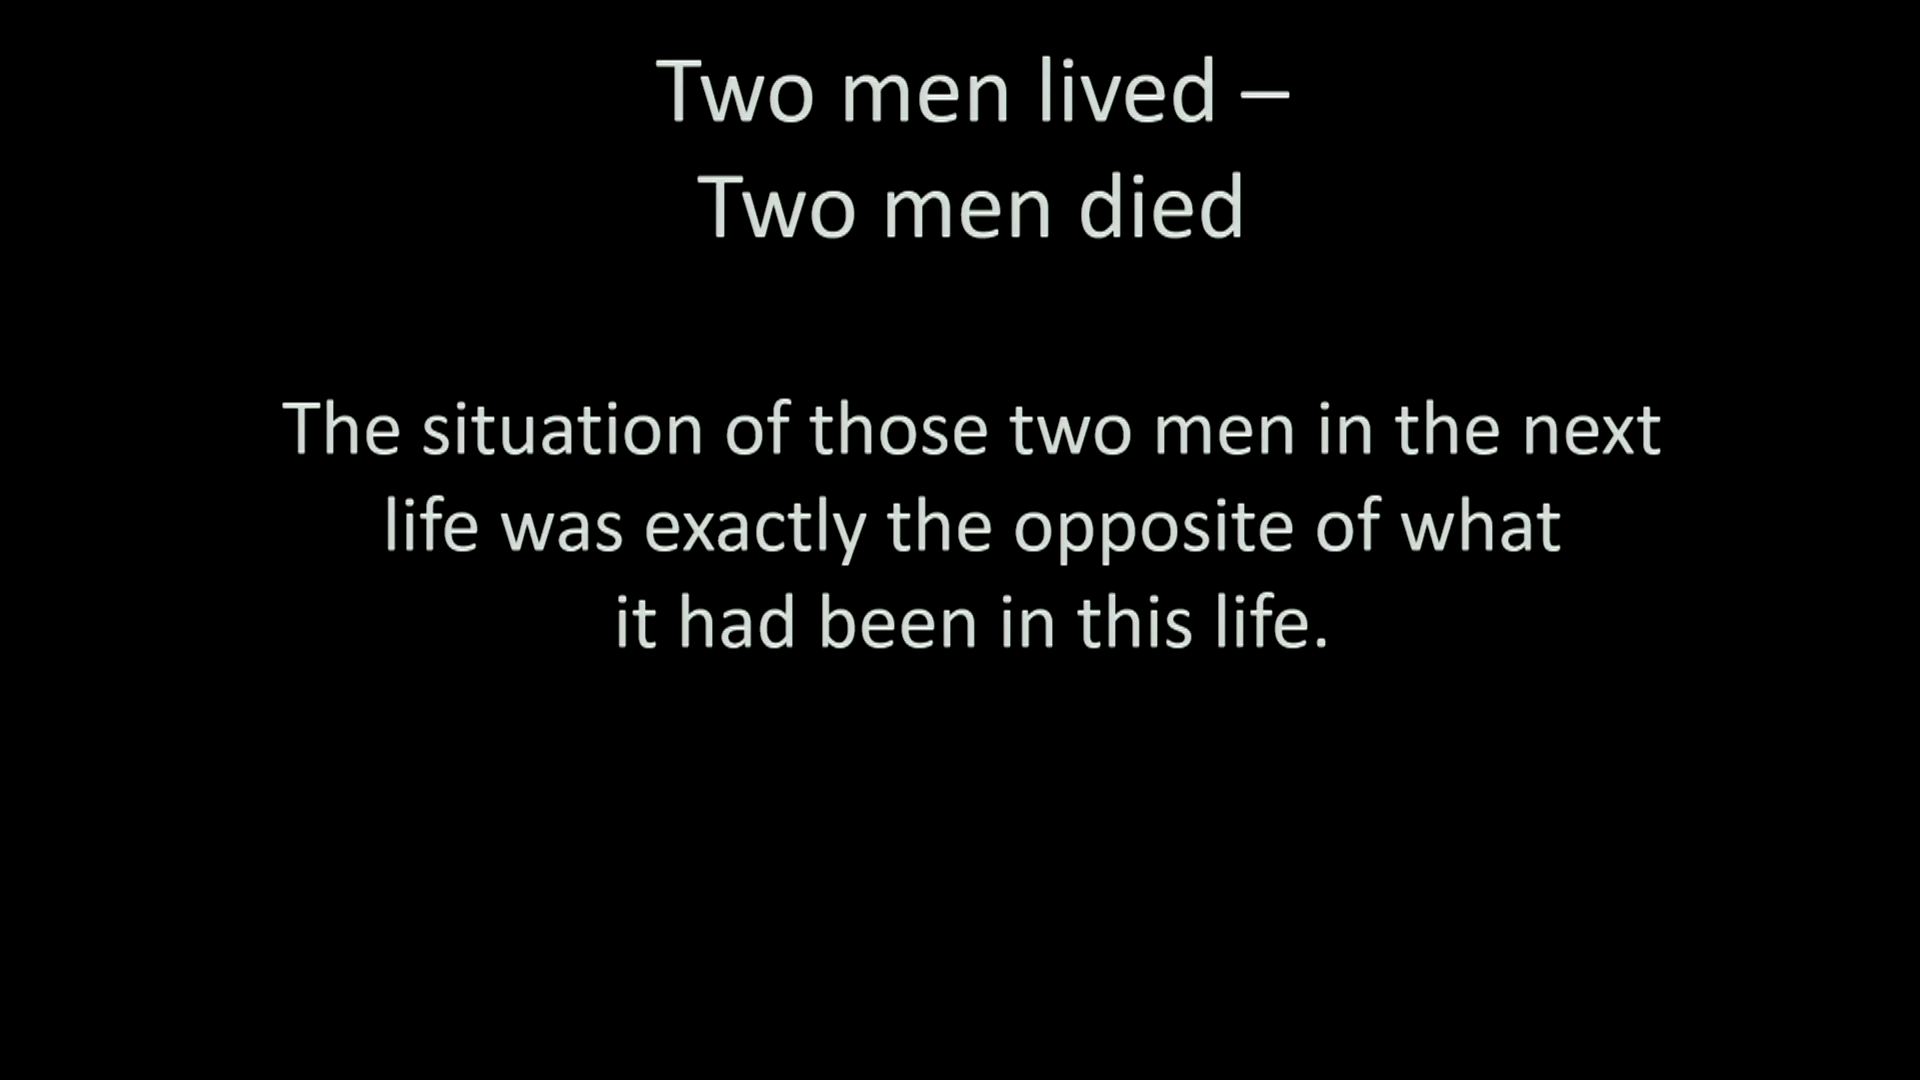 Two men lived –
Two men died
The situation of those two men in the next
life was exactly the opposite of what
it had been in this life.